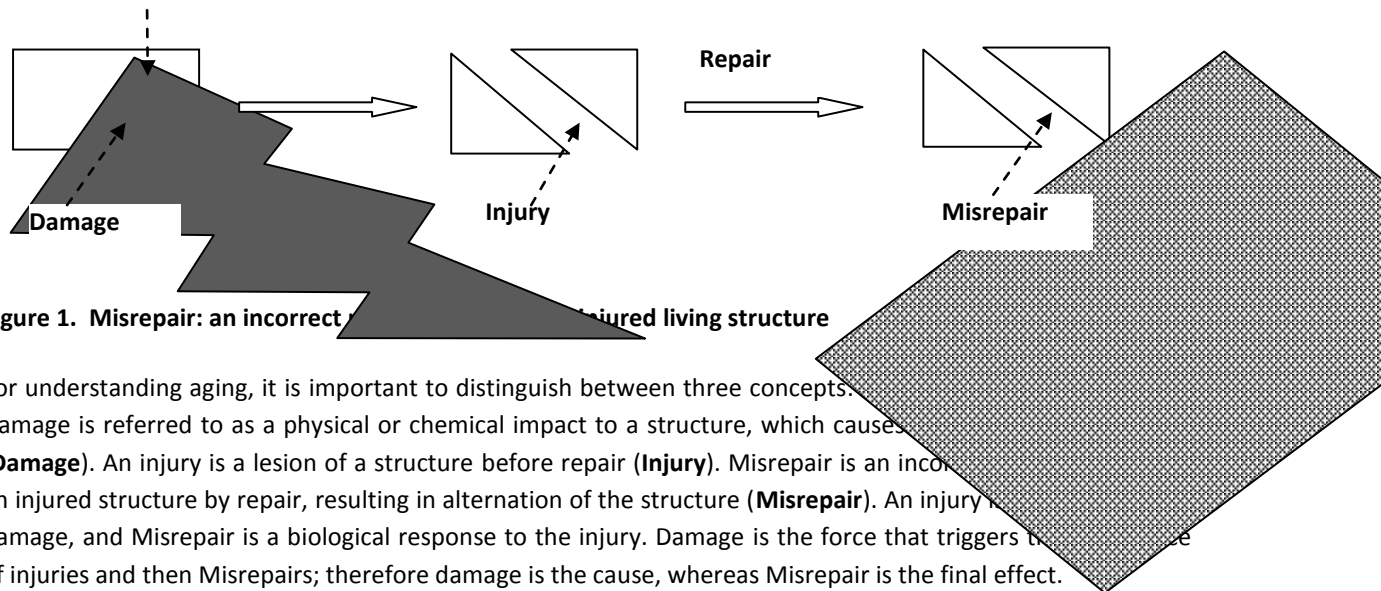 Repair
Damage
Injury
Misrepair
gure 1. Misrepair: an incorrect injured living structure
or understanding aging, it is important to distinguish between three concepts.
amage is referred to as a physical or chemical impact to a structure, which causes
Damage). An injury is a lesion of a structure before repair (Injury). Misrepair is an
n injured structure by repair, resulting in alternation of the structure (Misrepair). An injury
amage, and Misrepair is a biological response to the injury. Damage is the force that triggers
f injuries and then Misrepairs; therefore damage is the cause, whereas Misrepair is the final effect.